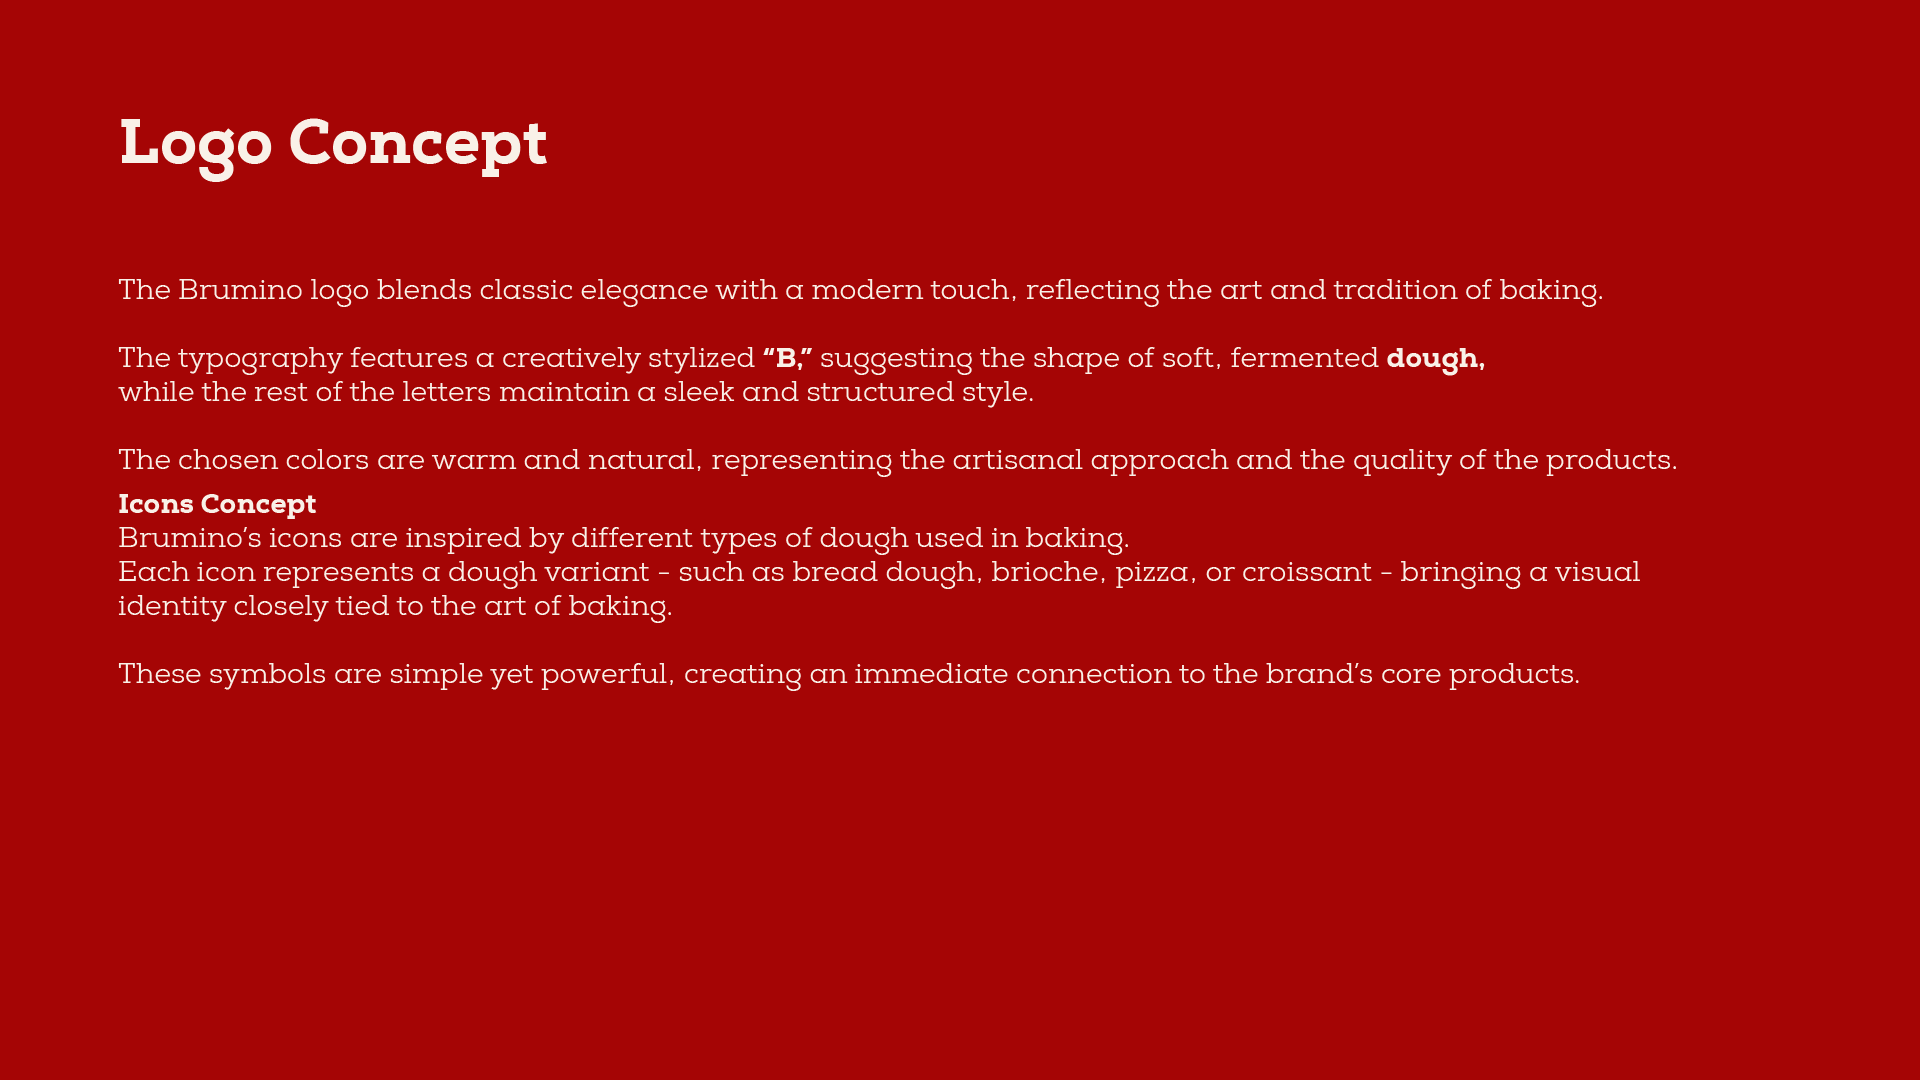 Logo Concept
The Brumino logo blends classic elegance with a modern touch, reflecting the art and tradition of baking.
The typography features a creatively stylized “B,” suggesting the shape of soft, fermented dough,
while the rest of the letters maintain a sleek and structured style.
The chosen colors are warm and natural, representing the artisanal approach and the quality of the products.
Icons Concept
Brumino’s icons are inspired by different types of dough used in baking.
Each icon represents a dough variant - such as bread dough, brioche, pizza, or croissant - bringing a visual
identity closely tied to the art of baking.
These symbols are simple yet powerful, creating an immediate connection to the brand’s core products.